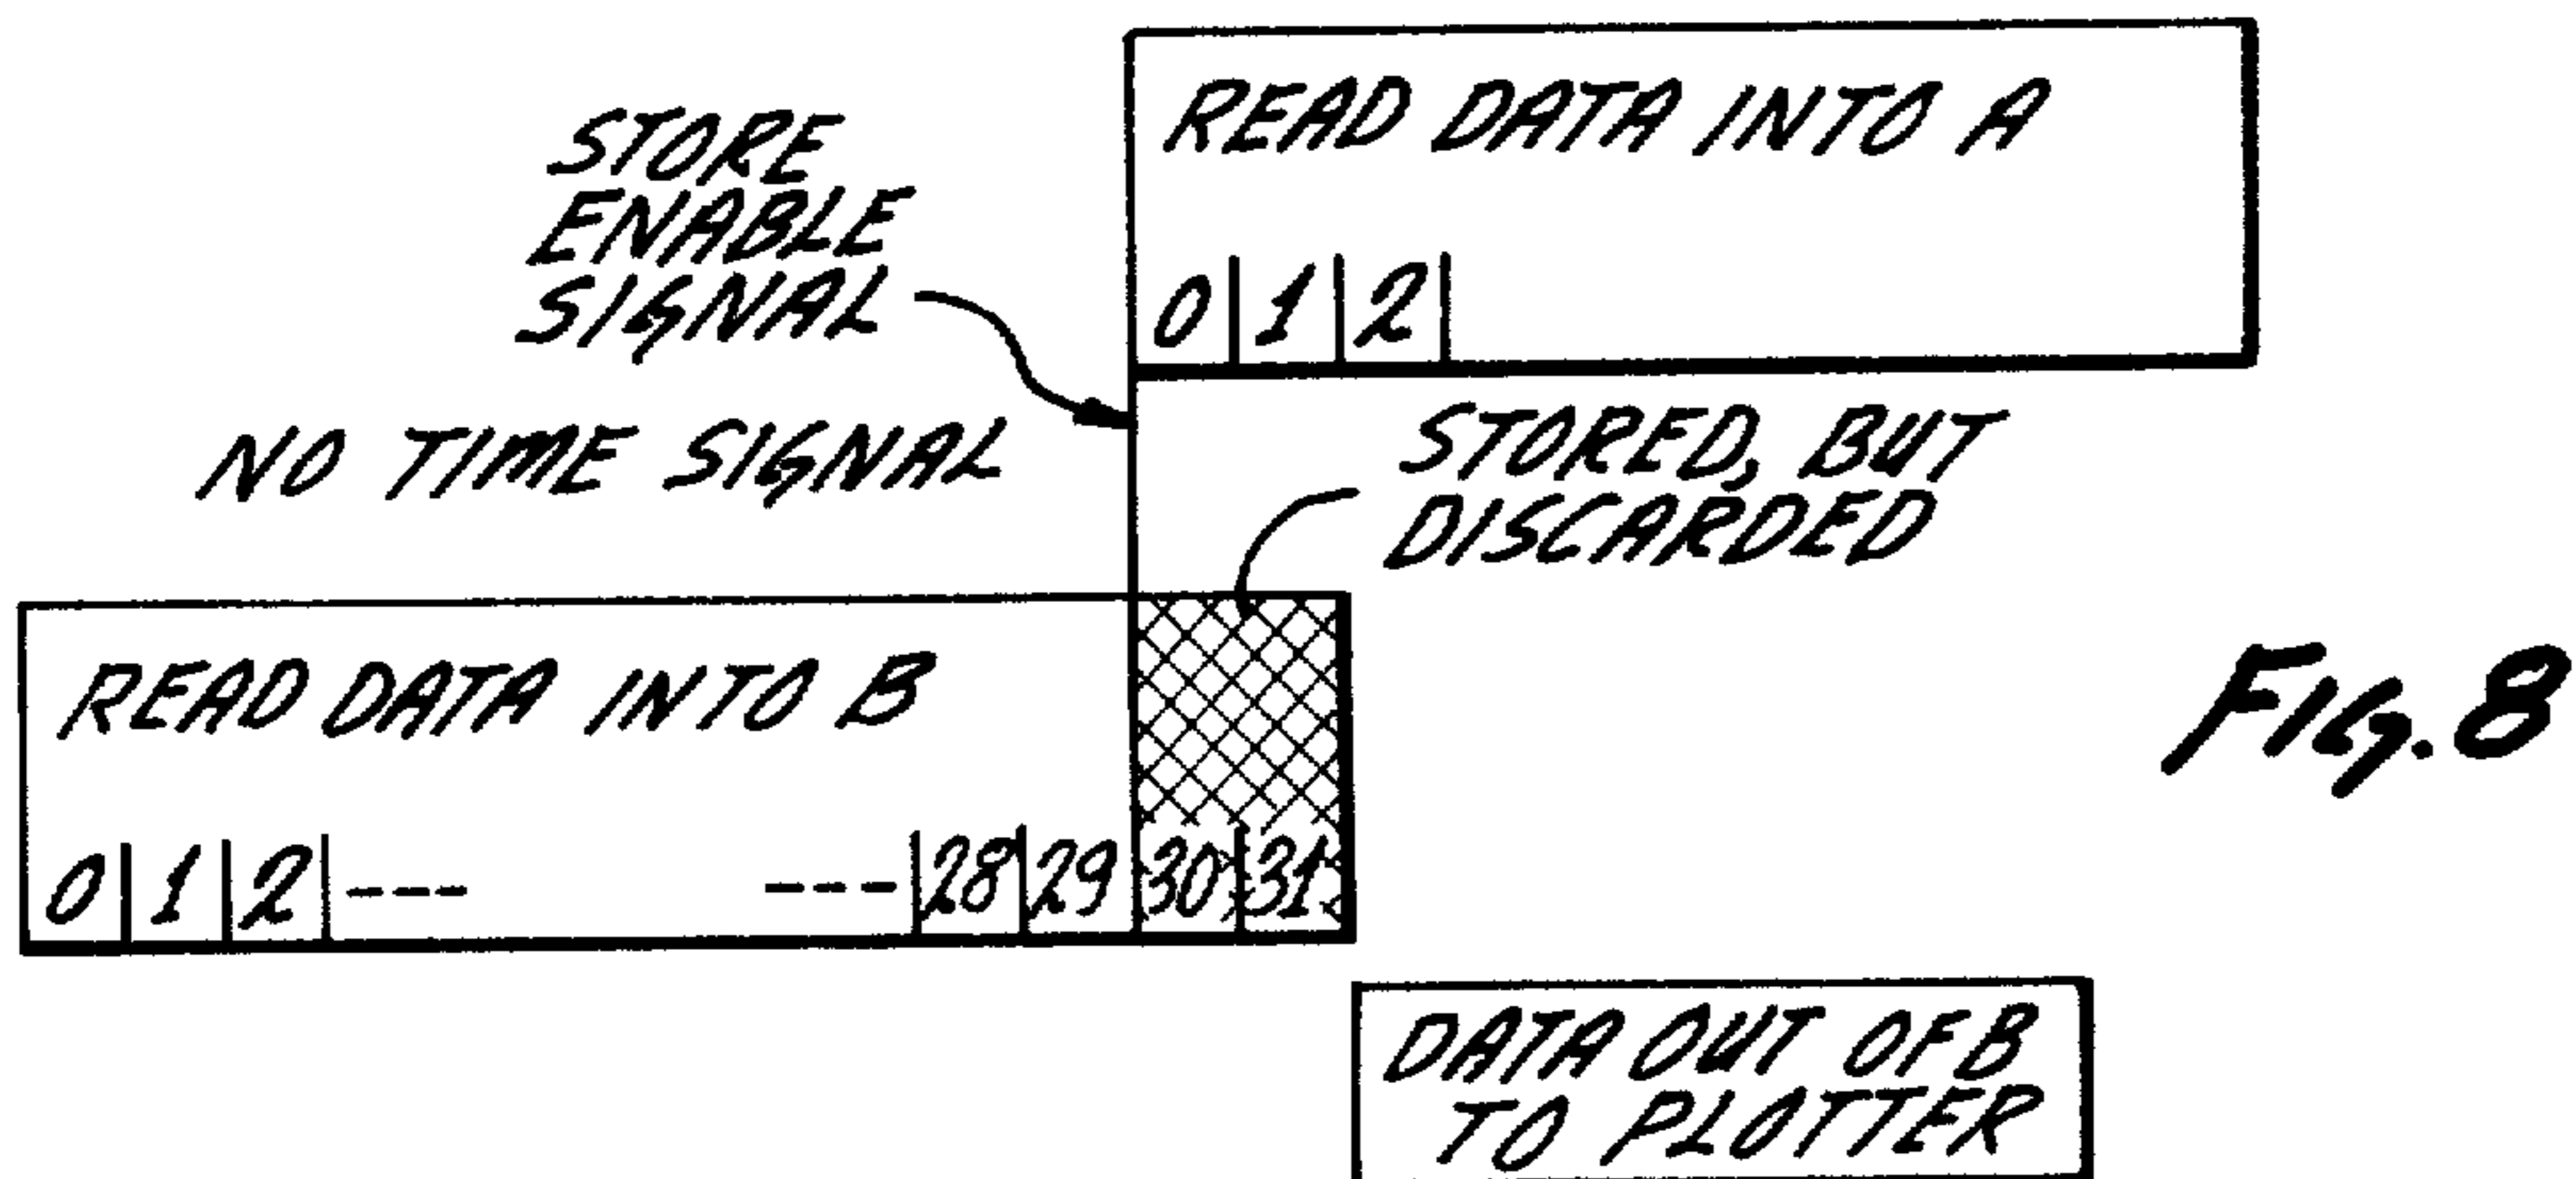 READ DATA INTO A
0 1 2
STORE
ENABLE
SIGNAL
NO TIME SIGNAL
STORED, BUT
DISCARDED
READ DATA INTO B
0 1 2 --- --- 28 29 30 31
FIG. 8
DATA OUT OF B
TO PLOTTER